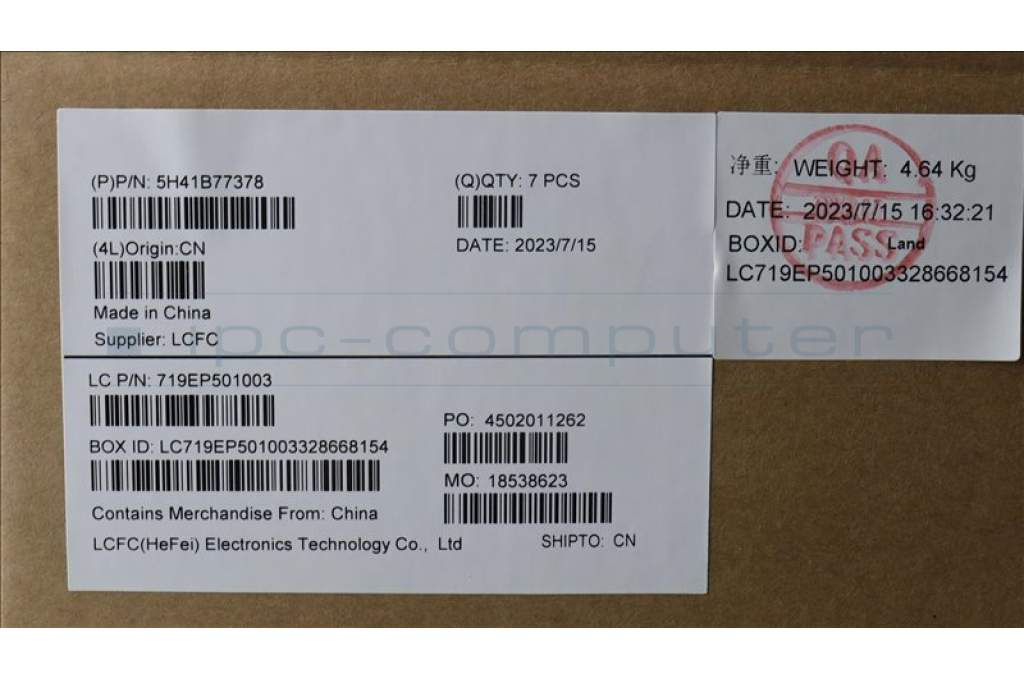 (P)P/N: 5H41B77378
(Q)QTY: 7 PCS
(4L)Origin:CN
DATE: 2023/7/15
Made in China
Supplier: LCFC
净重: WEIGHT: 4.64 Kg
DATE: 2023/7/15 16:32:21
BOXID: Land
LC719EP501003328668154
QA
PASS
ipc-computer
LC P/N: 719EP501003
BOX ID: LC719EP501003328668154
PO: 4502011262
MO: 18538623
Contains Merchandise From: China
LCFC(HeFei) Electronics Technology Co., Ltd
SHIPTO: CN